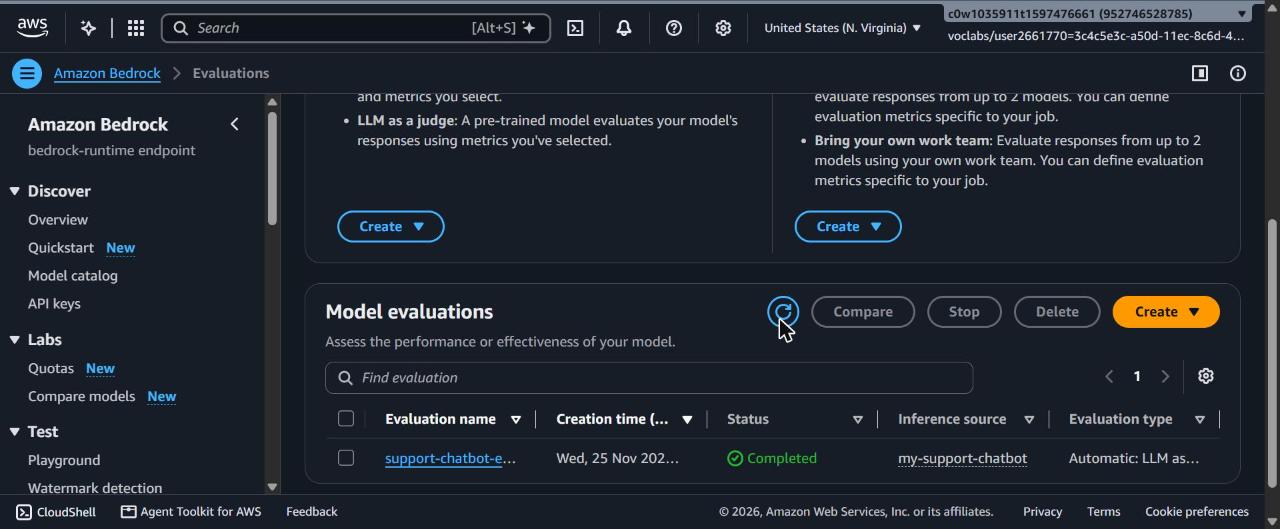 aws
Search [Alt+S]
United States (N. Virginia)
c0w1035911t1597476661 (952746528785)
voclabs/user2661770=3c4c5e3c-a50d-11ec-8c6d-4...
Amazon Bedrock
Evaluations
Amazon Bedrock
bedrock-runtime endpoint
Discover
Overview
Quickstart New
Model catalog
API keys
Labs
Quotas New
Compare models New
Test
Playground
Watermark detection
and metrics you select.
• LLM as a judge: A pre-trained model evaluates your model's
responses using metrics you've selected.
Create
evaluate responses from up to 2 models. You can define
evaluation metrics specific to your job.
• Bring your own work team: Evaluate responses from up to 2
models using your own work team. You can define evaluation
metrics specific to your job.
Create
Model evaluations
Compare
Stop
Delete
Create
Assess the performance or effectiveness of your model.
Find evaluation
1
Evaluation name Creation time (... Status Inference source Evaluation type
support-chatbot-e... Wed, 25 Nov 202... Completed my-support-chatbot Automatic: LLM as...
CloudShell Agent Toolkit for AWS Feedback © 2026, Amazon Web Services, Inc. or its affiliates. Privacy Terms Cookie preferences